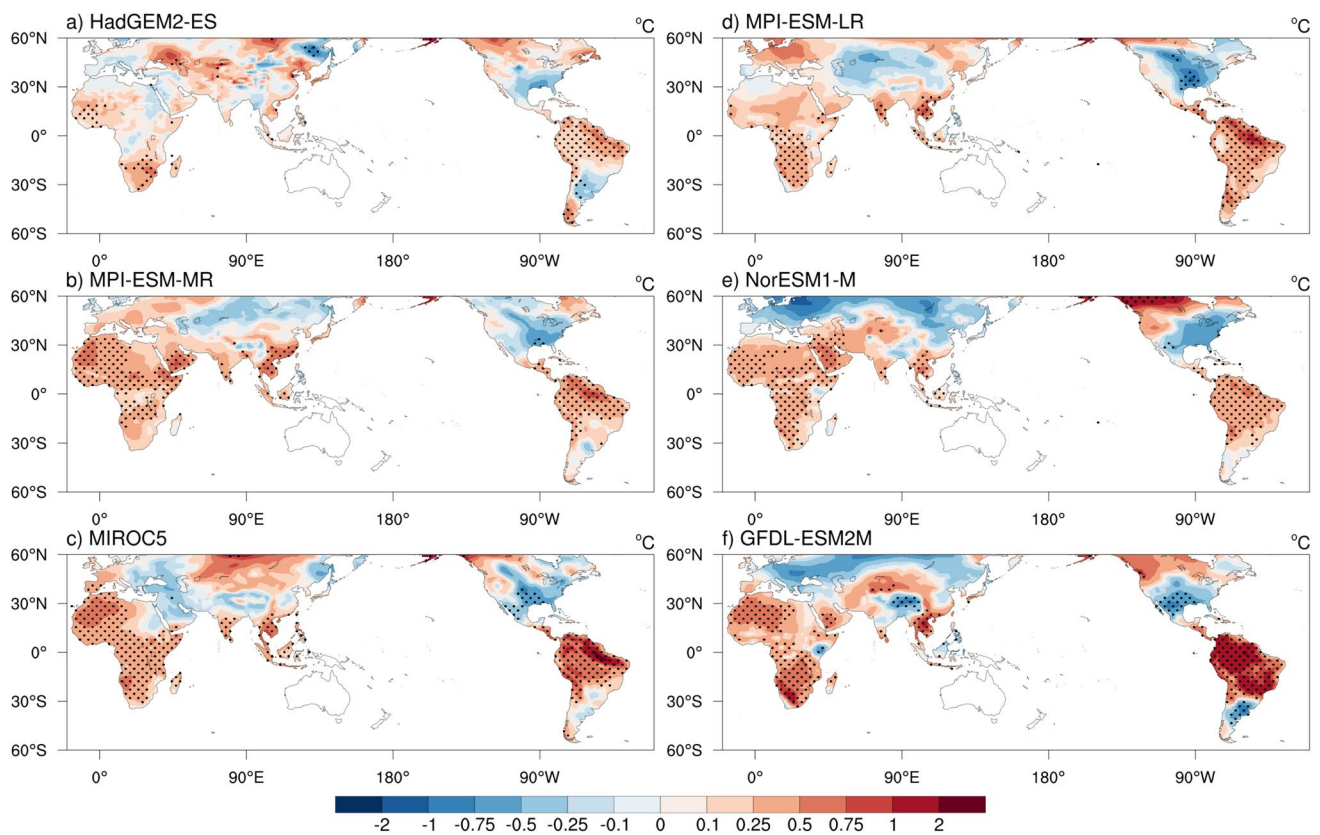 a) HadGEM2-ES
°C
60°N
30°N
0°
30°S
60°S
0°
90°E
180°
90°W
d) MPI-ESM-LR
°C
60°N
30°N
0°
30°S
60°S
0°
90°E
180°
90°W
b) MPI-ESM-MR
°C
60°N
30°N
0°
30°S
60°S
0°
90°E
180°
90°W
e) NorESM1-M
°C
60°N
30°N
0°
30°S
60°S
0°
90°E
180°
90°W
c) MIROC5
°C
60°N
30°N
0°
30°S
60°S
0°
90°E
180°
90°W
f) GFDL-ESM2M
°C
60°N
30°N
0°
30°S
60°S
0°
90°E
180°
90°W
-2 -1 -0.75 -0.5 -0.25 -0.1 0 0.1 0.25 0.5 0.75 1 2